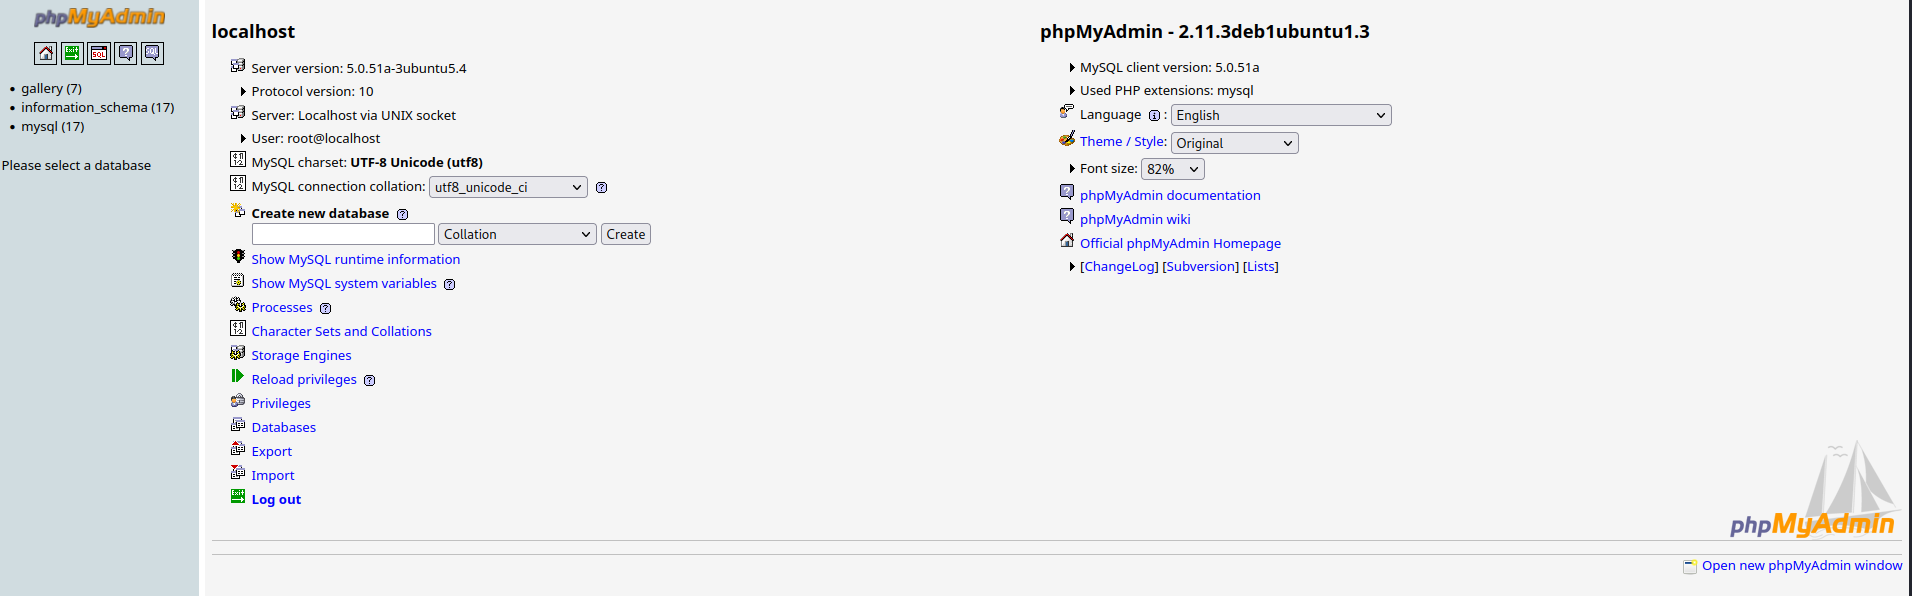 phpMyAdmin
SQL
gallery (7)
information_schema (17)
mysql (17)
Please select a database
localhost
Server version: 5.0.51a-3ubuntu5.4
Protocol version: 10
Server: Localhost via UNIX socket
User: root@localhost
MySQL charset: UTF-8 Unicode (utf8)
MySQL connection collation: utf8_unicode_ci
Create new database
Collation Create
Show MySQL runtime information
Show MySQL system variables
Processes
Character Sets and Collations
Storage Engines
Reload privileges
Privileges
Databases
Export
Import
Log out
phpMyAdmin - 2.11.3deb1ubuntu1.3
MySQL client version: 5.0.51a
Used PHP extensions: mysql
Language : English
Theme / Style: Original
Font size: 82%
phpMyAdmin documentation
phpMyAdmin wiki
Official phpMyAdmin Homepage
[ChangeLog] [Subversion] [Lists]
phpMyAdmin
Open new phpMyAdmin window